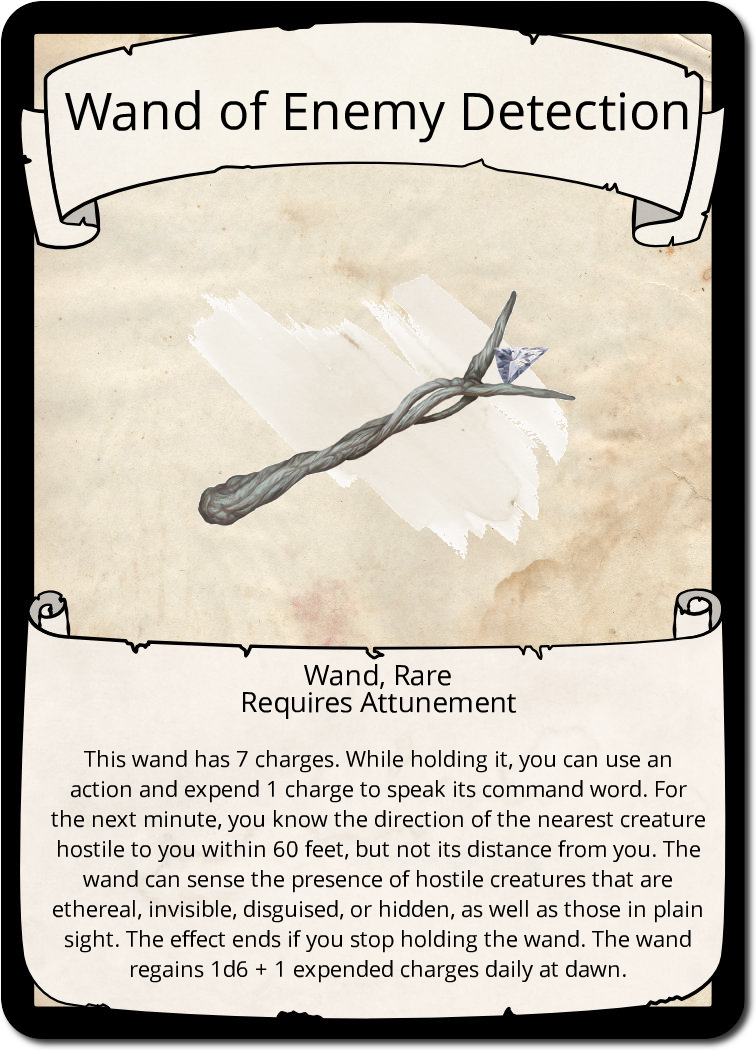 Wand of Enemy Detection
Wand, Rare
Requires Attunement
This wand has 7 charges. While holding it, you can use an
action and expend 1 charge to speak its command word. For
the next minute, you know the direction of the nearest creature
hostile to you within 60 feet, but not its distance from you. The
wand can sense the presence of hostile creatures that are
ethereal, invisible, disguised, or hidden, as well as those in plain
sight. The effect ends if you stop holding the wand. The wand
regains 1d6 + 1 expended charges daily at dawn.